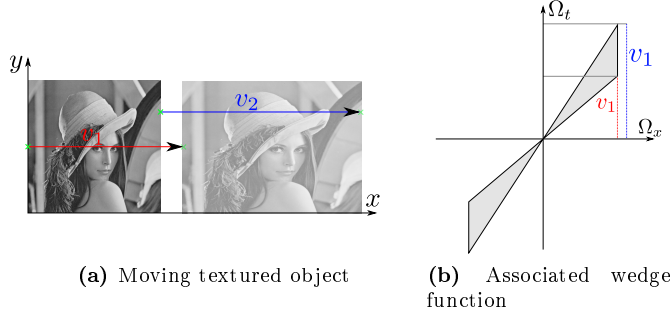 y
v₂
v₁
x
Ωₜ
v₁
v₁
Ωₓ
(a) Moving textured object
(b) Associated wedge
function